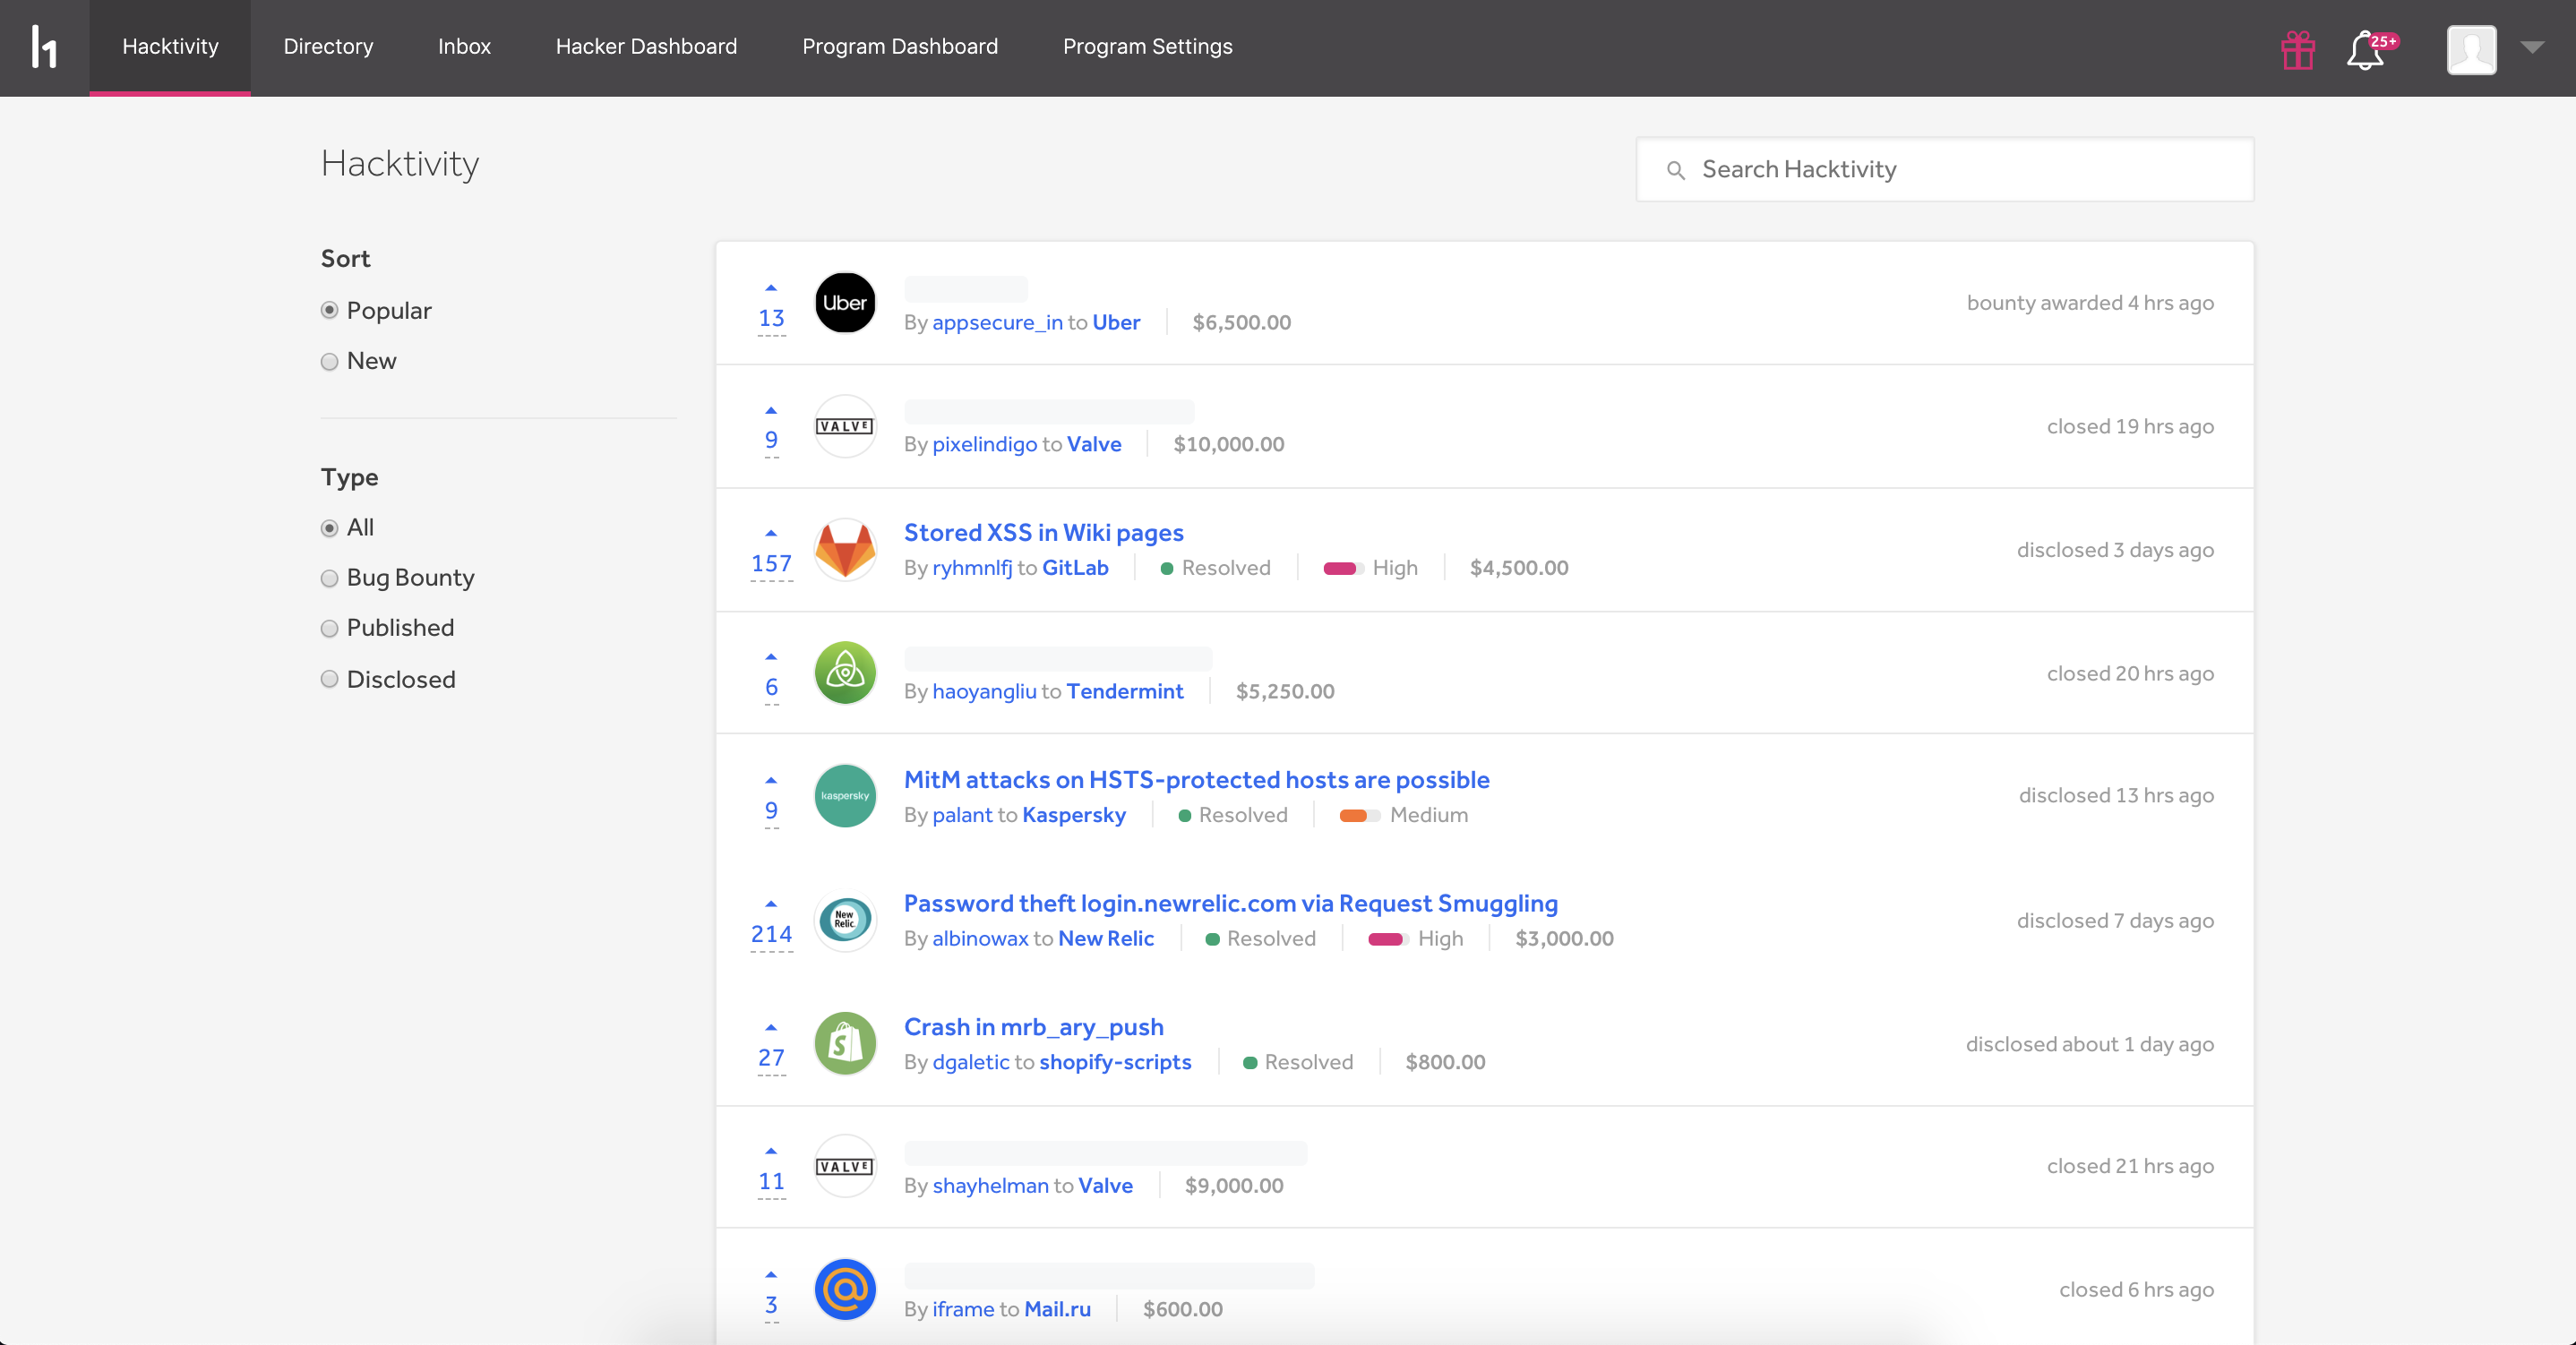 Hacktivity Directory Inbox Hacker Dashboard Program Dashboard Program Settings 25+
Hacktivity
Search Hacktivity
Sort
Popular
New
Type
All
Bug Bounty
Published
Disclosed
13
Uber
By appsecure_in to Uber $6,500.00
bounty awarded 4 hrs ago
9
VALVE
By pixelindigo to Valve $10,000.00
closed 19 hrs ago
157
Stored XSS in Wiki pages
By ryhmnlfj to GitLab Resolved High $4,500.00
disclosed 3 days ago
6
By haoyangliu to Tendermint $5,250.00
closed 20 hrs ago
9
kaspersky
MitM attacks on HSTS-protected hosts are possible
By palant to Kaspersky Resolved Medium
disclosed 13 hrs ago
214
New
Relic.
Password theft login.newrelic.com via Request Smuggling
By albinowax to New Relic Resolved High $3,000.00
disclosed 7 days ago
27
Crash in mrb_ary_push
By dgaletic to shopify-scripts Resolved $800.00
disclosed about 1 day ago
11
VALVE
By shayhelman to Valve $9,000.00
closed 21 hrs ago
3
@
By iframe to Mail.ru $600.00
closed 6 hrs ago